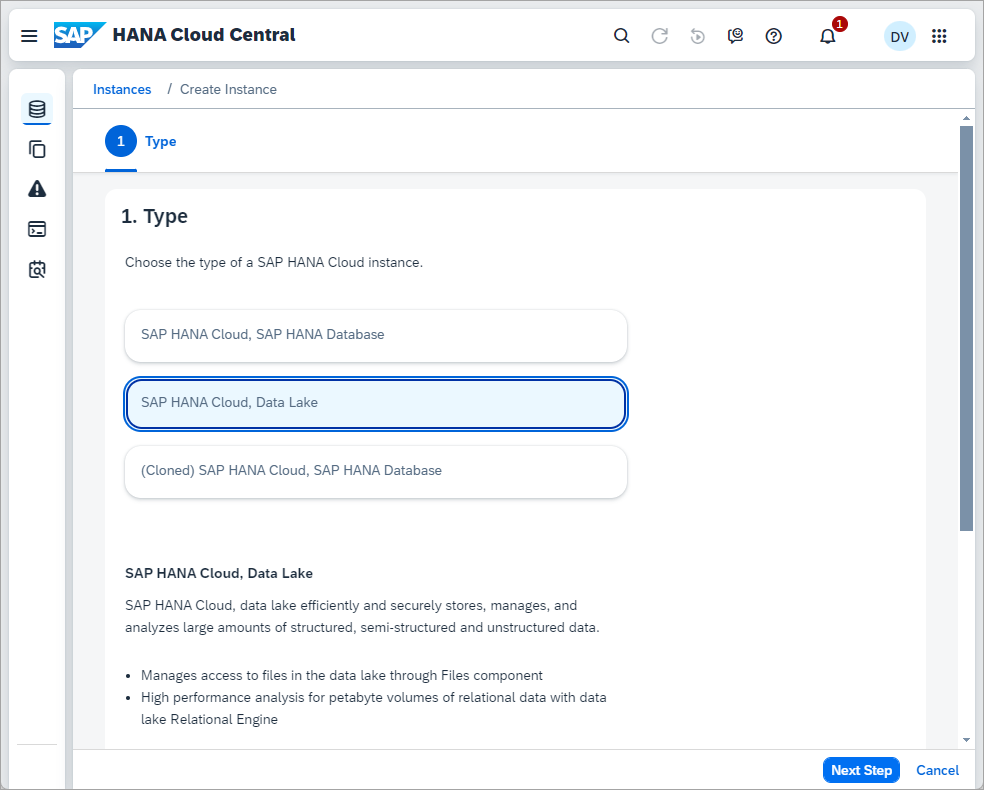 SAP HANA Cloud Central
1
DV
Instances / Create Instance
1 Type
1. Type
Choose the type of a SAP HANA Cloud instance.
SAP HANA Cloud, SAP HANA Database
SAP HANA Cloud, Data Lake
(Cloned) SAP HANA Cloud, SAP HANA Database
SAP HANA Cloud, Data Lake
SAP HANA Cloud, data lake efficiently and securely stores, manages, and
analyzes large amounts of structured, semi-structured and unstructured data.
• Manages access to files in the data lake through Files component
• High performance analysis for petabyte volumes of relational data with data
lake Relational Engine
Next Step Cancel